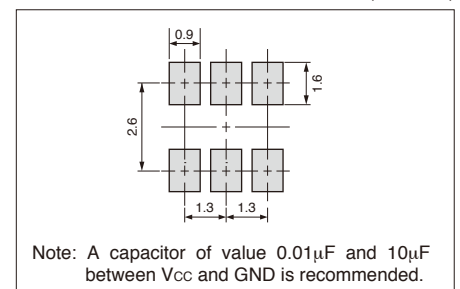 0.9
1.6
2.6
1.3 1.3
Note: A capacitor of value 0.01μF and 10μF
between Vcc and GND is recommended.